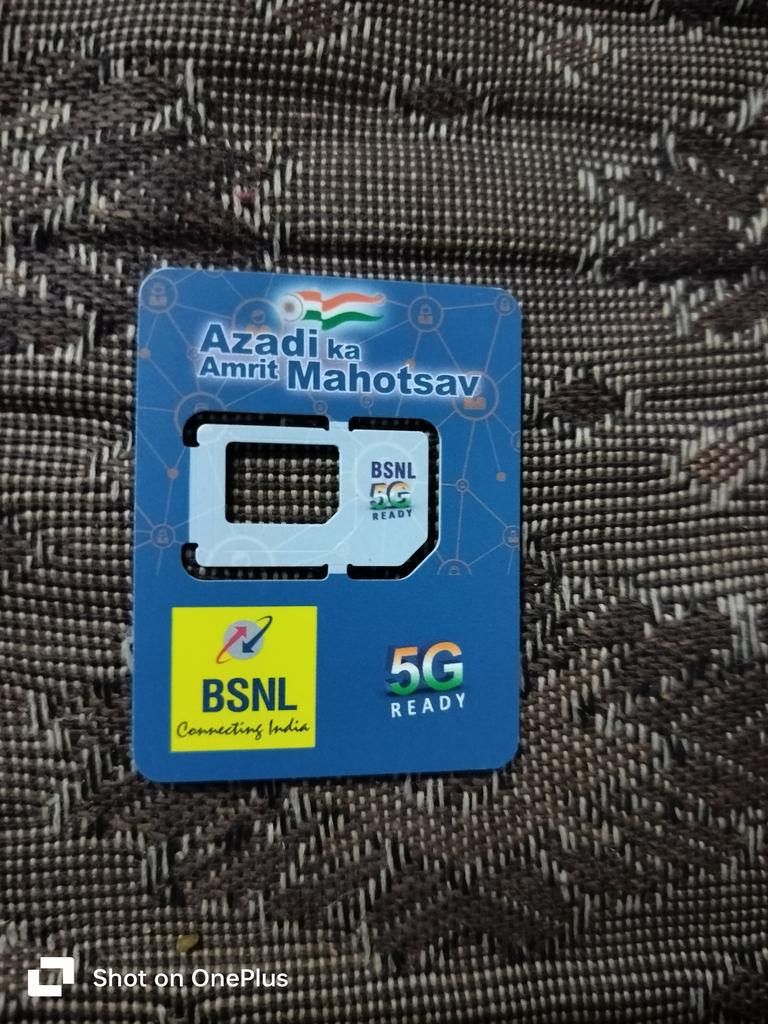 Azadi ka
Amrit Mahotsav
BSNL
5G
READY
BSNL
Connecting India
5G
READY
Shot on OnePlus